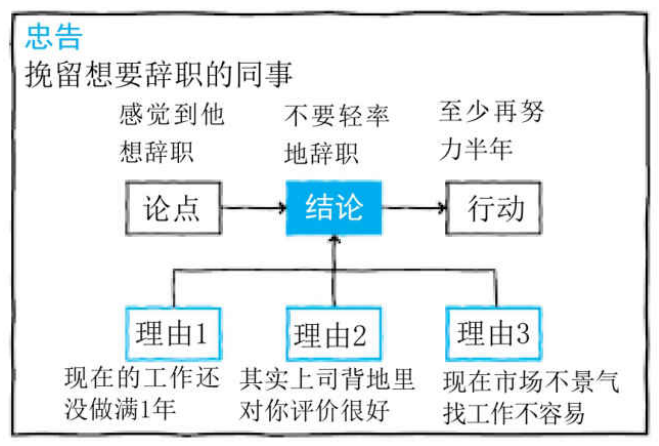 忠告
挽留想要辞职的同事
感觉到他
想辞职
不要轻率
地辞职
至少再努
力半年
论点
结论
行动
理由1
理由2
理由3
现在的工作还
没做满1年
其实上司背地里
对你评价很好
现在市场不景气
找工作不容易